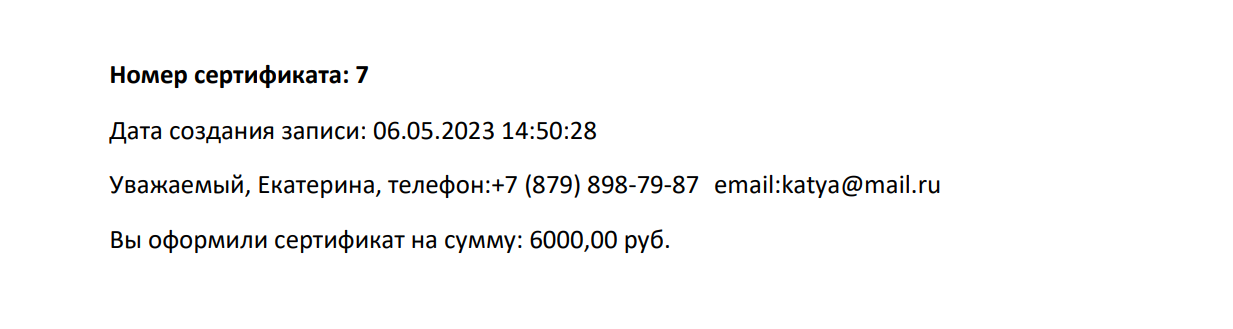 Номер сертификата: 7
Дата создания записи: 06.05.2023 14:50:28
Уважаемый, Екатерина, телефон:+7 (879) 898-79-87 email:katya@mail.ru
Вы оформили сертификат на сумму: 6000,00 руб.